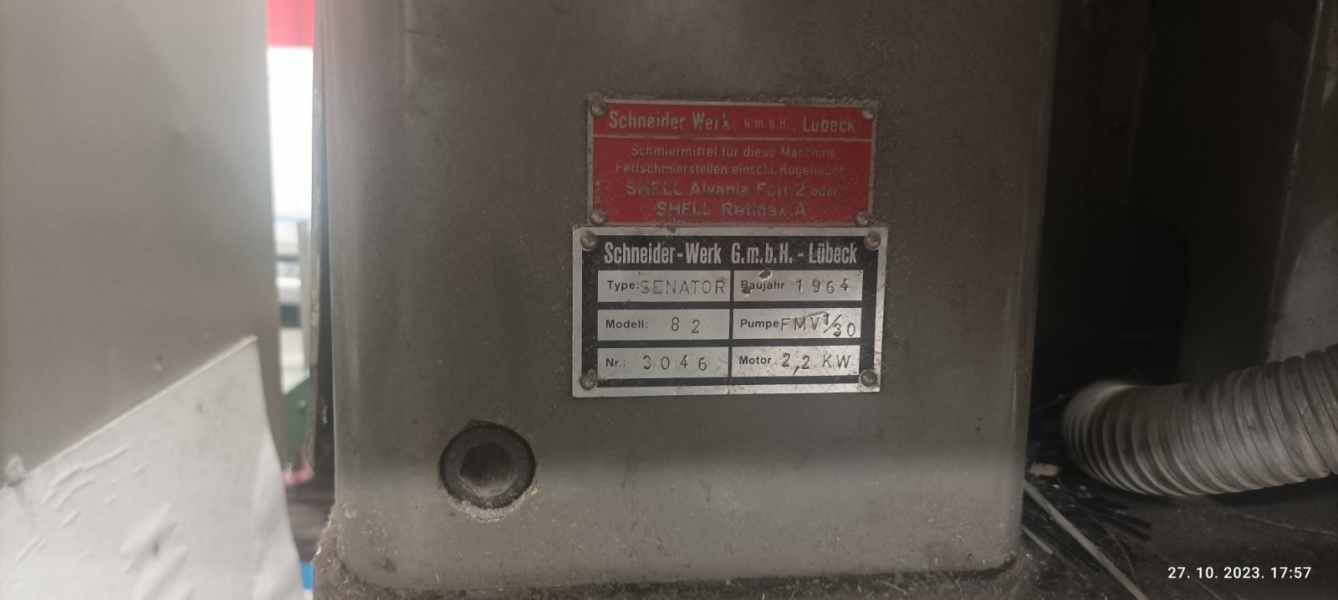 Schneider Werk, G.m.b.H., Lübeck
Schmiermittel für diese Maschine
Fettschmierstellen einschl. Kugellager
SHELL Alvania Fett 2 oder
SHELL Retinax A
Schneider-Werk G.m.b.H. - Lübeck
Type: SENATOR Baujahr 1964
Modell: 82 Pumpe FMV 1/30
Nr: 3046 Motor 2,2 KW
27. 10. 2023. 17:57